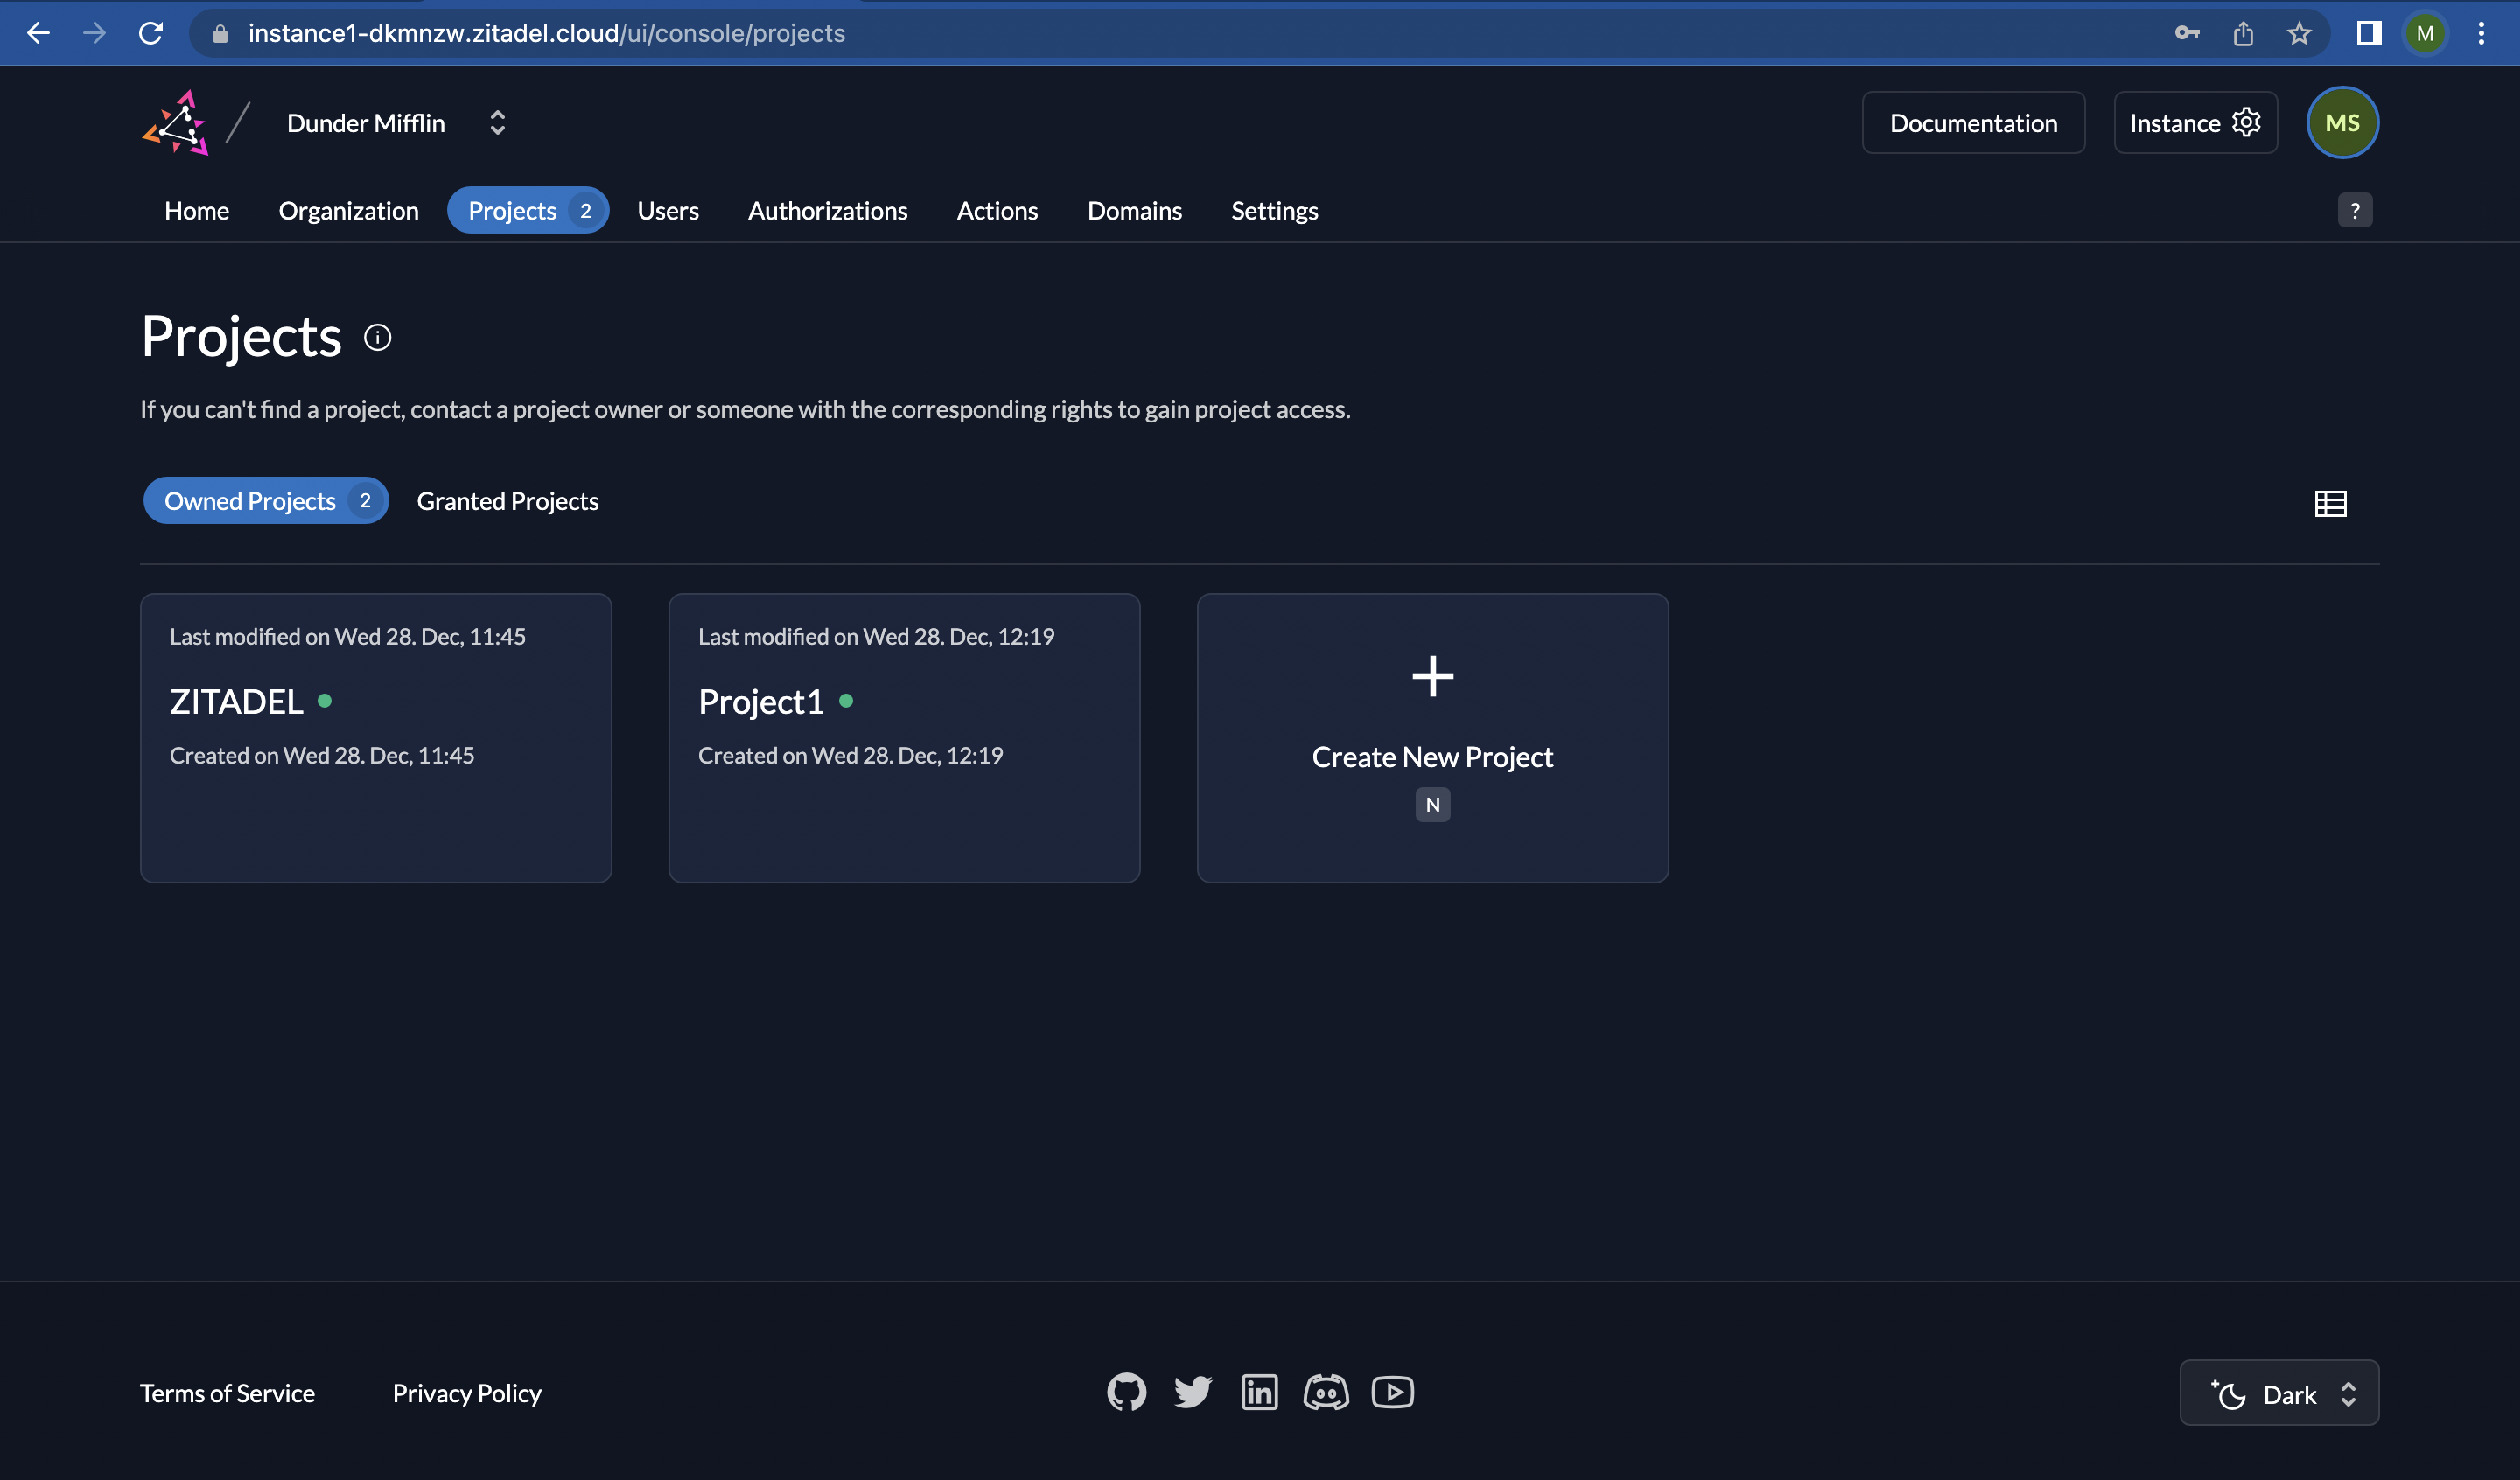 instance1-dkmnzw.zitadel.cloud/ui/console/projects
M
Dunder Mifflin
Documentation
Instance
MS
Home Organization Projects 2 Users Authorizations Actions Domains Settings
?
Projects
If you can't find a project, contact a project owner or someone with the corresponding rights to gain project access.
Owned Projects 2 Granted Projects
Last modified on Wed 28. Dec, 11:45
ZITADEL
Created on Wed 28. Dec, 11:45
Last modified on Wed 28. Dec, 12:19
Project1
Created on Wed 28. Dec, 12:19
Create New Project
N
Terms of Service
Privacy Policy
in
Dark